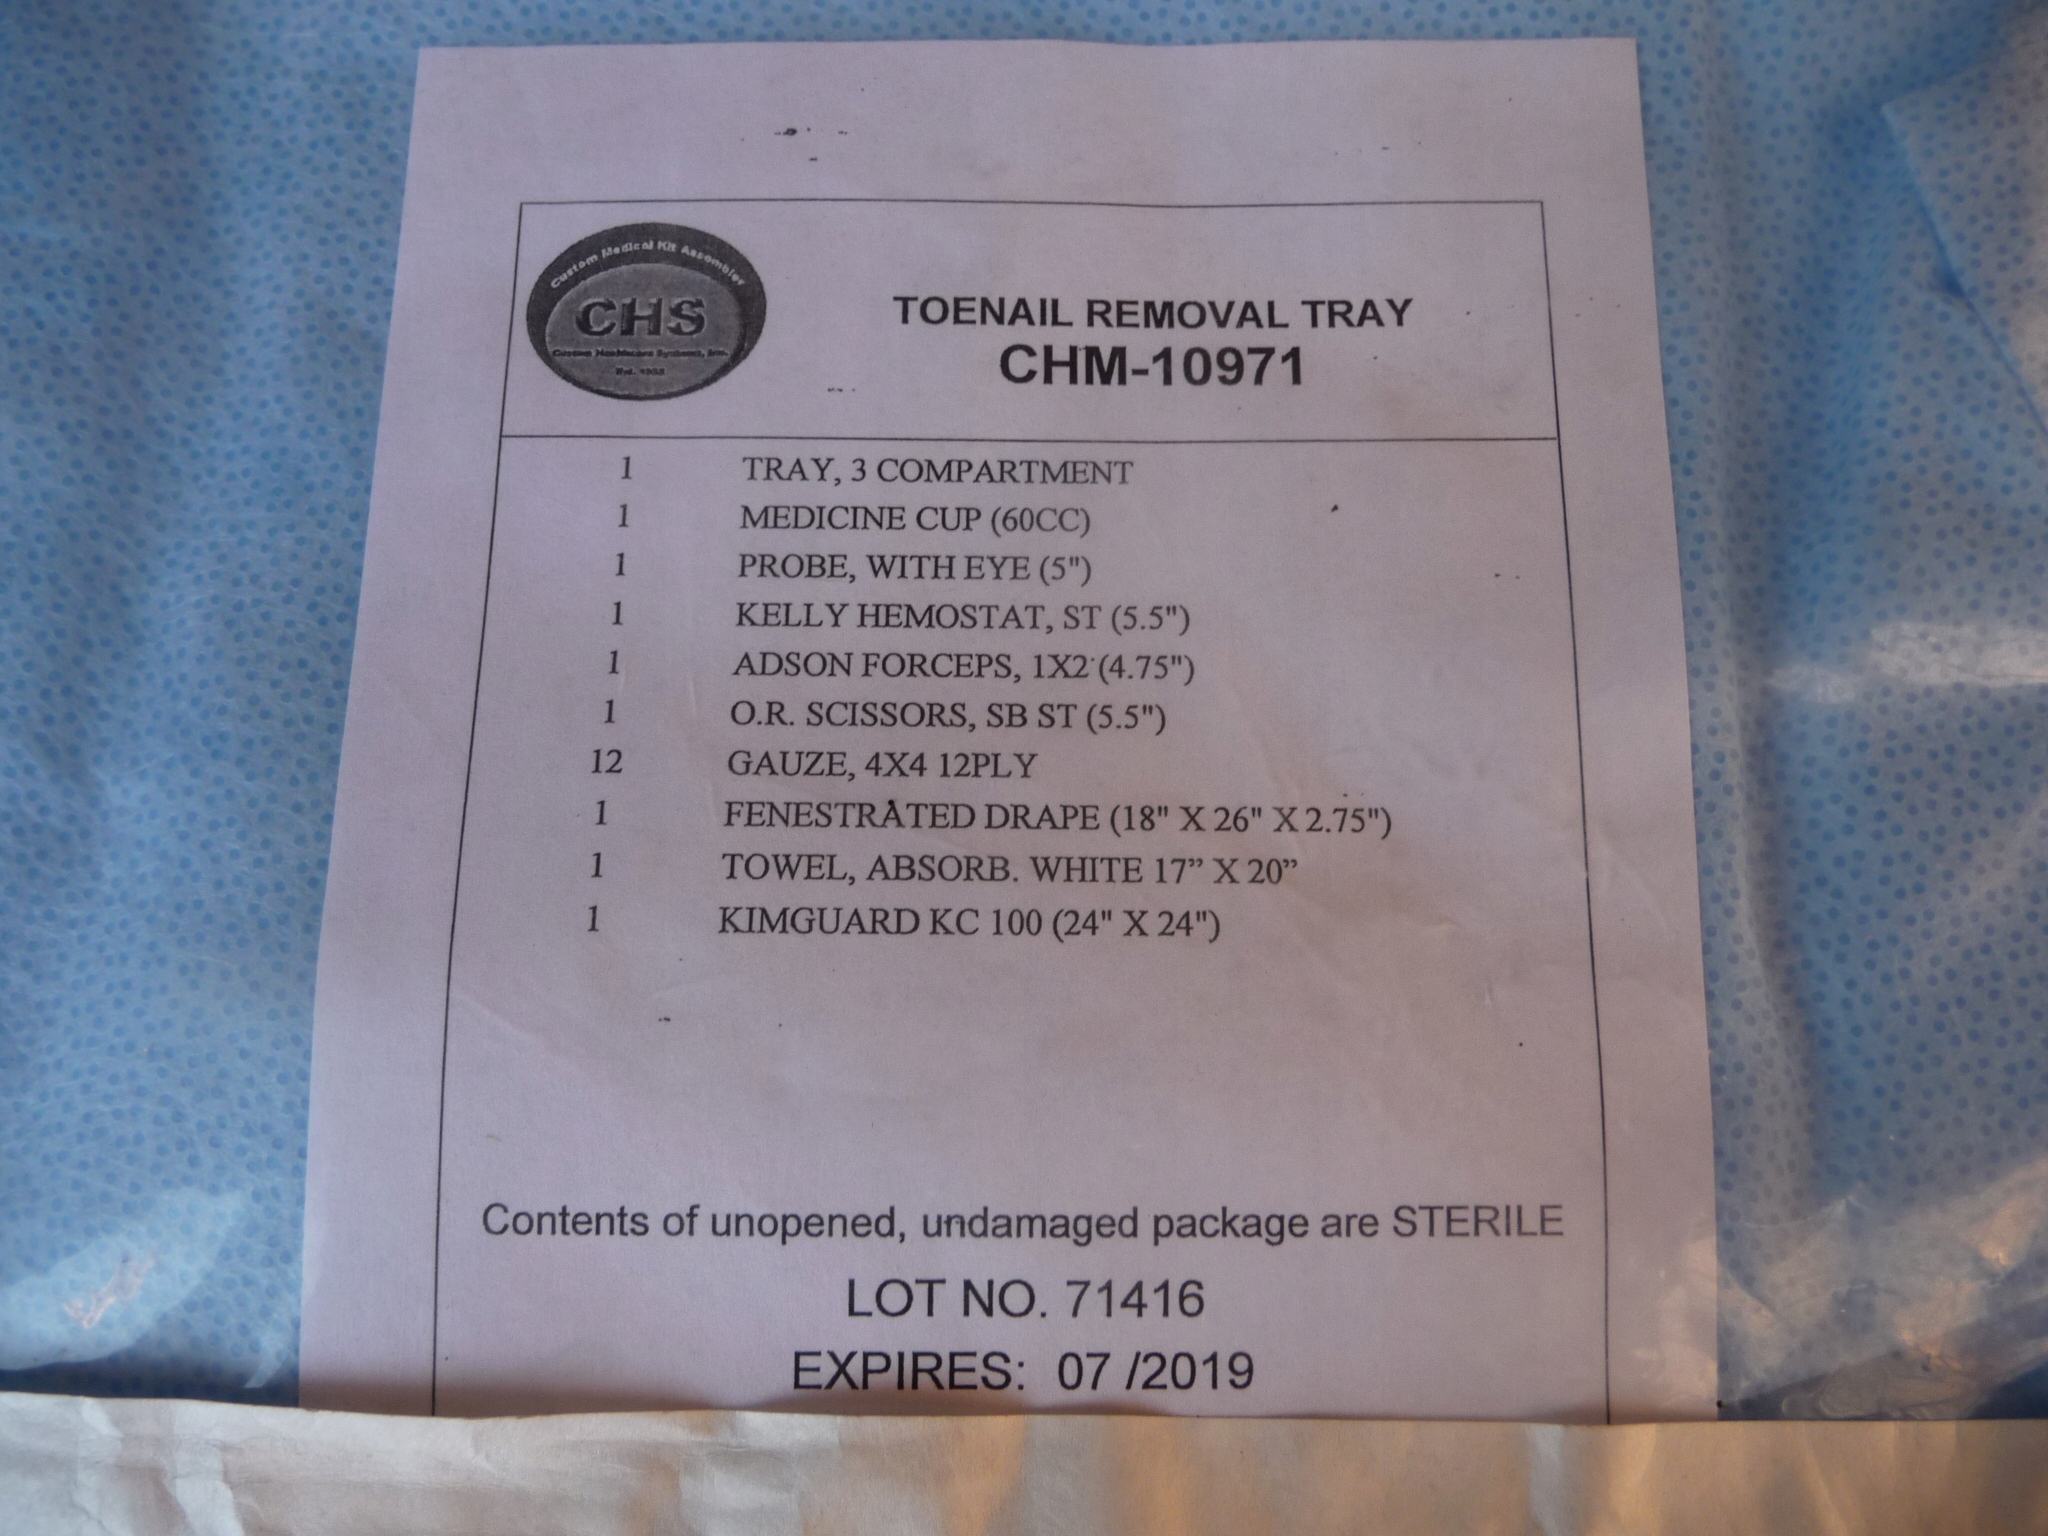 Custom Medical Kit Assembler
CHS
Custom Healthcare Systems, Inc.
TOENAIL REMOVAL TRAY
CHM-10971
1 TRAY, 3 COMPARTMENT
1 MEDICINE CUP (60CC)
1 PROBE, WITH EYE (5")
1 KELLY HEMOSTAT, ST (5.5")
1 ADSON FORCEPS, 1X2 (4.75")
1 O.R. SCISSORS, SB ST (5.5")
12 GAUZE, 4X4 12PLY
1 FENESTRATED DRAPE (18" X 26" X 2.75")
1 TOWEL, ABSORB. WHITE 17” X 20”
1 KIMGUARD KC 100 (24" X 24")
Contents of unopened, undamaged package are STERILE
LOT NO. 71416
EXPIRES: 07 /2019